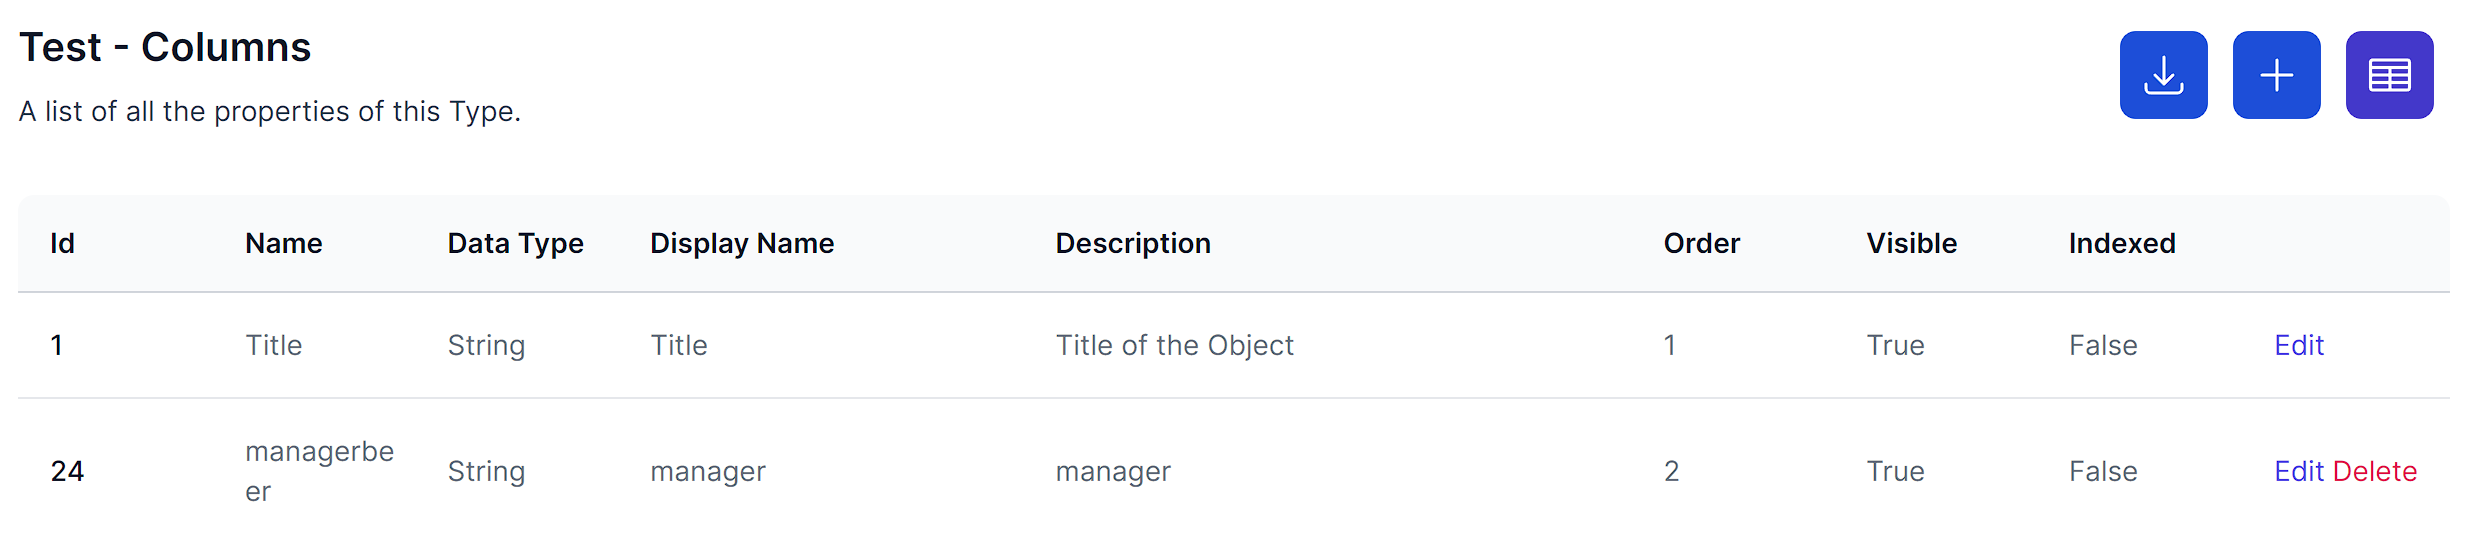 Test - Columns
A list of all the properties of this Type.
Id Name Data Type Display Name Description Order Visible Indexed
1 Title String Title Title of the Object 1 True False Edit
24 managerbe
er String manager manager 2 True False Edit Delete